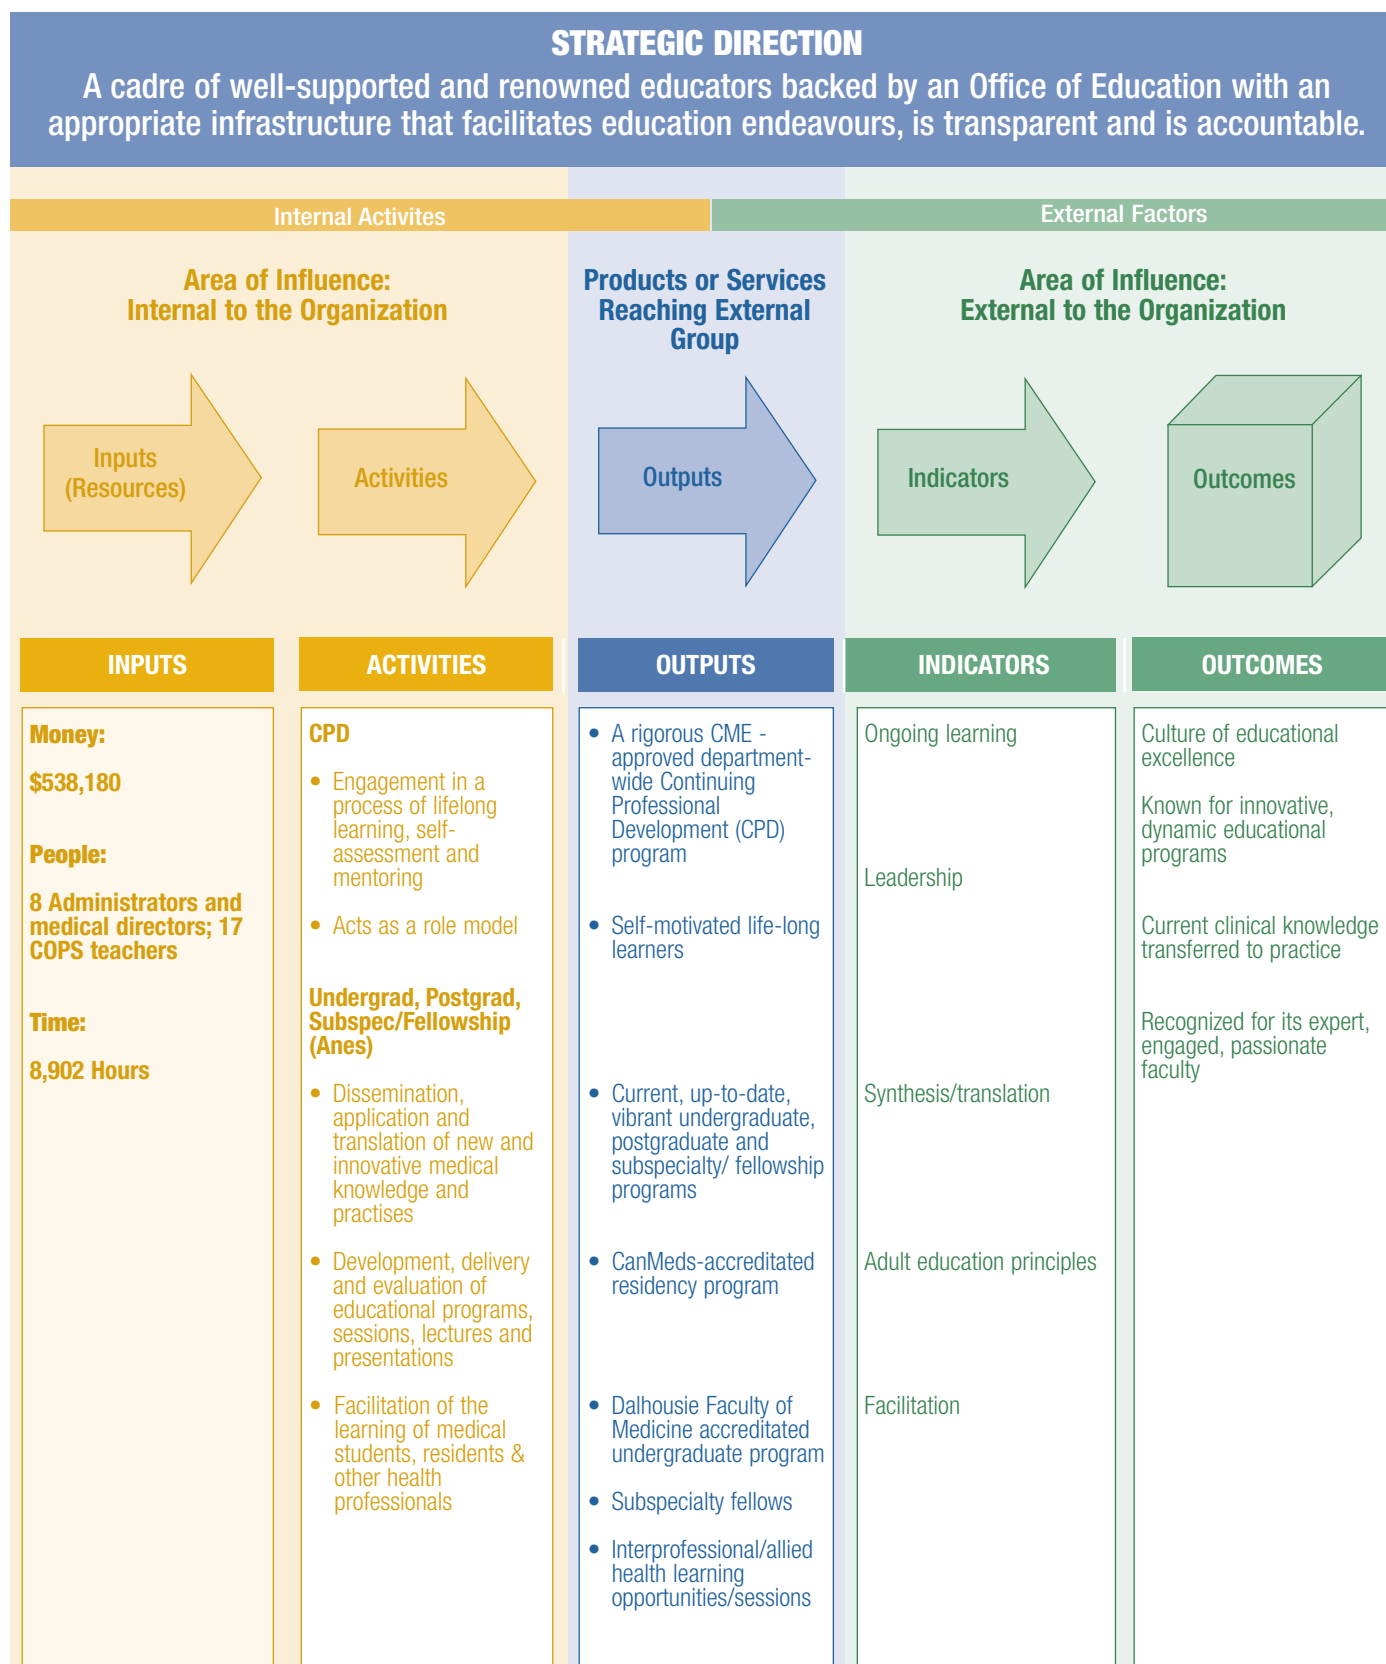 STRATEGIC DIRECTION
A cadre of well-supported and renowned educators backed by an Office of Education with an
appropriate infrastructure that facilitates education endeavours, is transparent and is accountable.
Internal Activites
External Factors
Area of Influence:
Internal to the Organization
Products or Services
Reaching External
Group
Area of Influence:
External to the Organization
Inputs
(Resources)
Activities
Outputs
Indicators
Outcomes
INPUTS
Money:
$538,180
People:
8 Administrators and
medical directors; 17
COPS teachers
Time:
8,902 Hours
ACTIVITIES
CPD
• Engagement in a
process of lifelong
learning, self-
assessment and
mentoring
• Acts as a role model
Undergrad, Postgrad,
Subspec/Fellowship
(Anes)
• Dissemination,
application and
translation of new and
innovative medical
knowledge and
practises
• Development, delivery
and evaluation of
educational programs,
sessions, lectures and
presentations
• Facilitation of the
learning of medical
students, residents &
other health
professionals
OUTPUTS
• A rigorous CME -
approved department-
wide Continuing
Professional
Development (CPD)
program
• Self-motivated life-long
learners
• Current, up-to-date,
vibrant undergraduate,
postgraduate and
subspecialty/ fellowship
programs
• CanMeds-accreditated
residency program
• Dalhousie Faculty of
Medicine accreditated
undergraduate program
• Subspecialty fellows
• Interprofessional/allied
health learning
opportunities/sessions
INDICATORS
Ongoing learning
Leadership
Synthesis/translation
Adult education principles
Facilitation
OUTCOMES
Culture of educational
excellence
Known for innovative,
dynamic educational
programs
Current clinical knowledge
transferred to practice
Recognized for its expert,
engaged, passionate
faculty